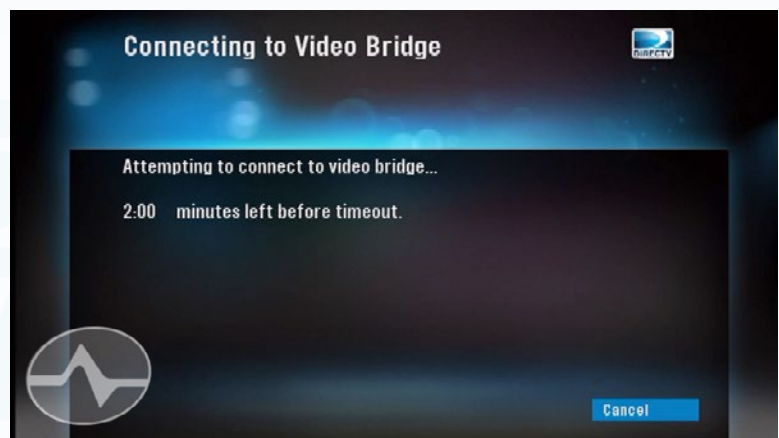 Connecting to Video Bridge
DIRECTV
Attempting to connect to video bridge...
2:00 minutes left before timeout.
Cancel